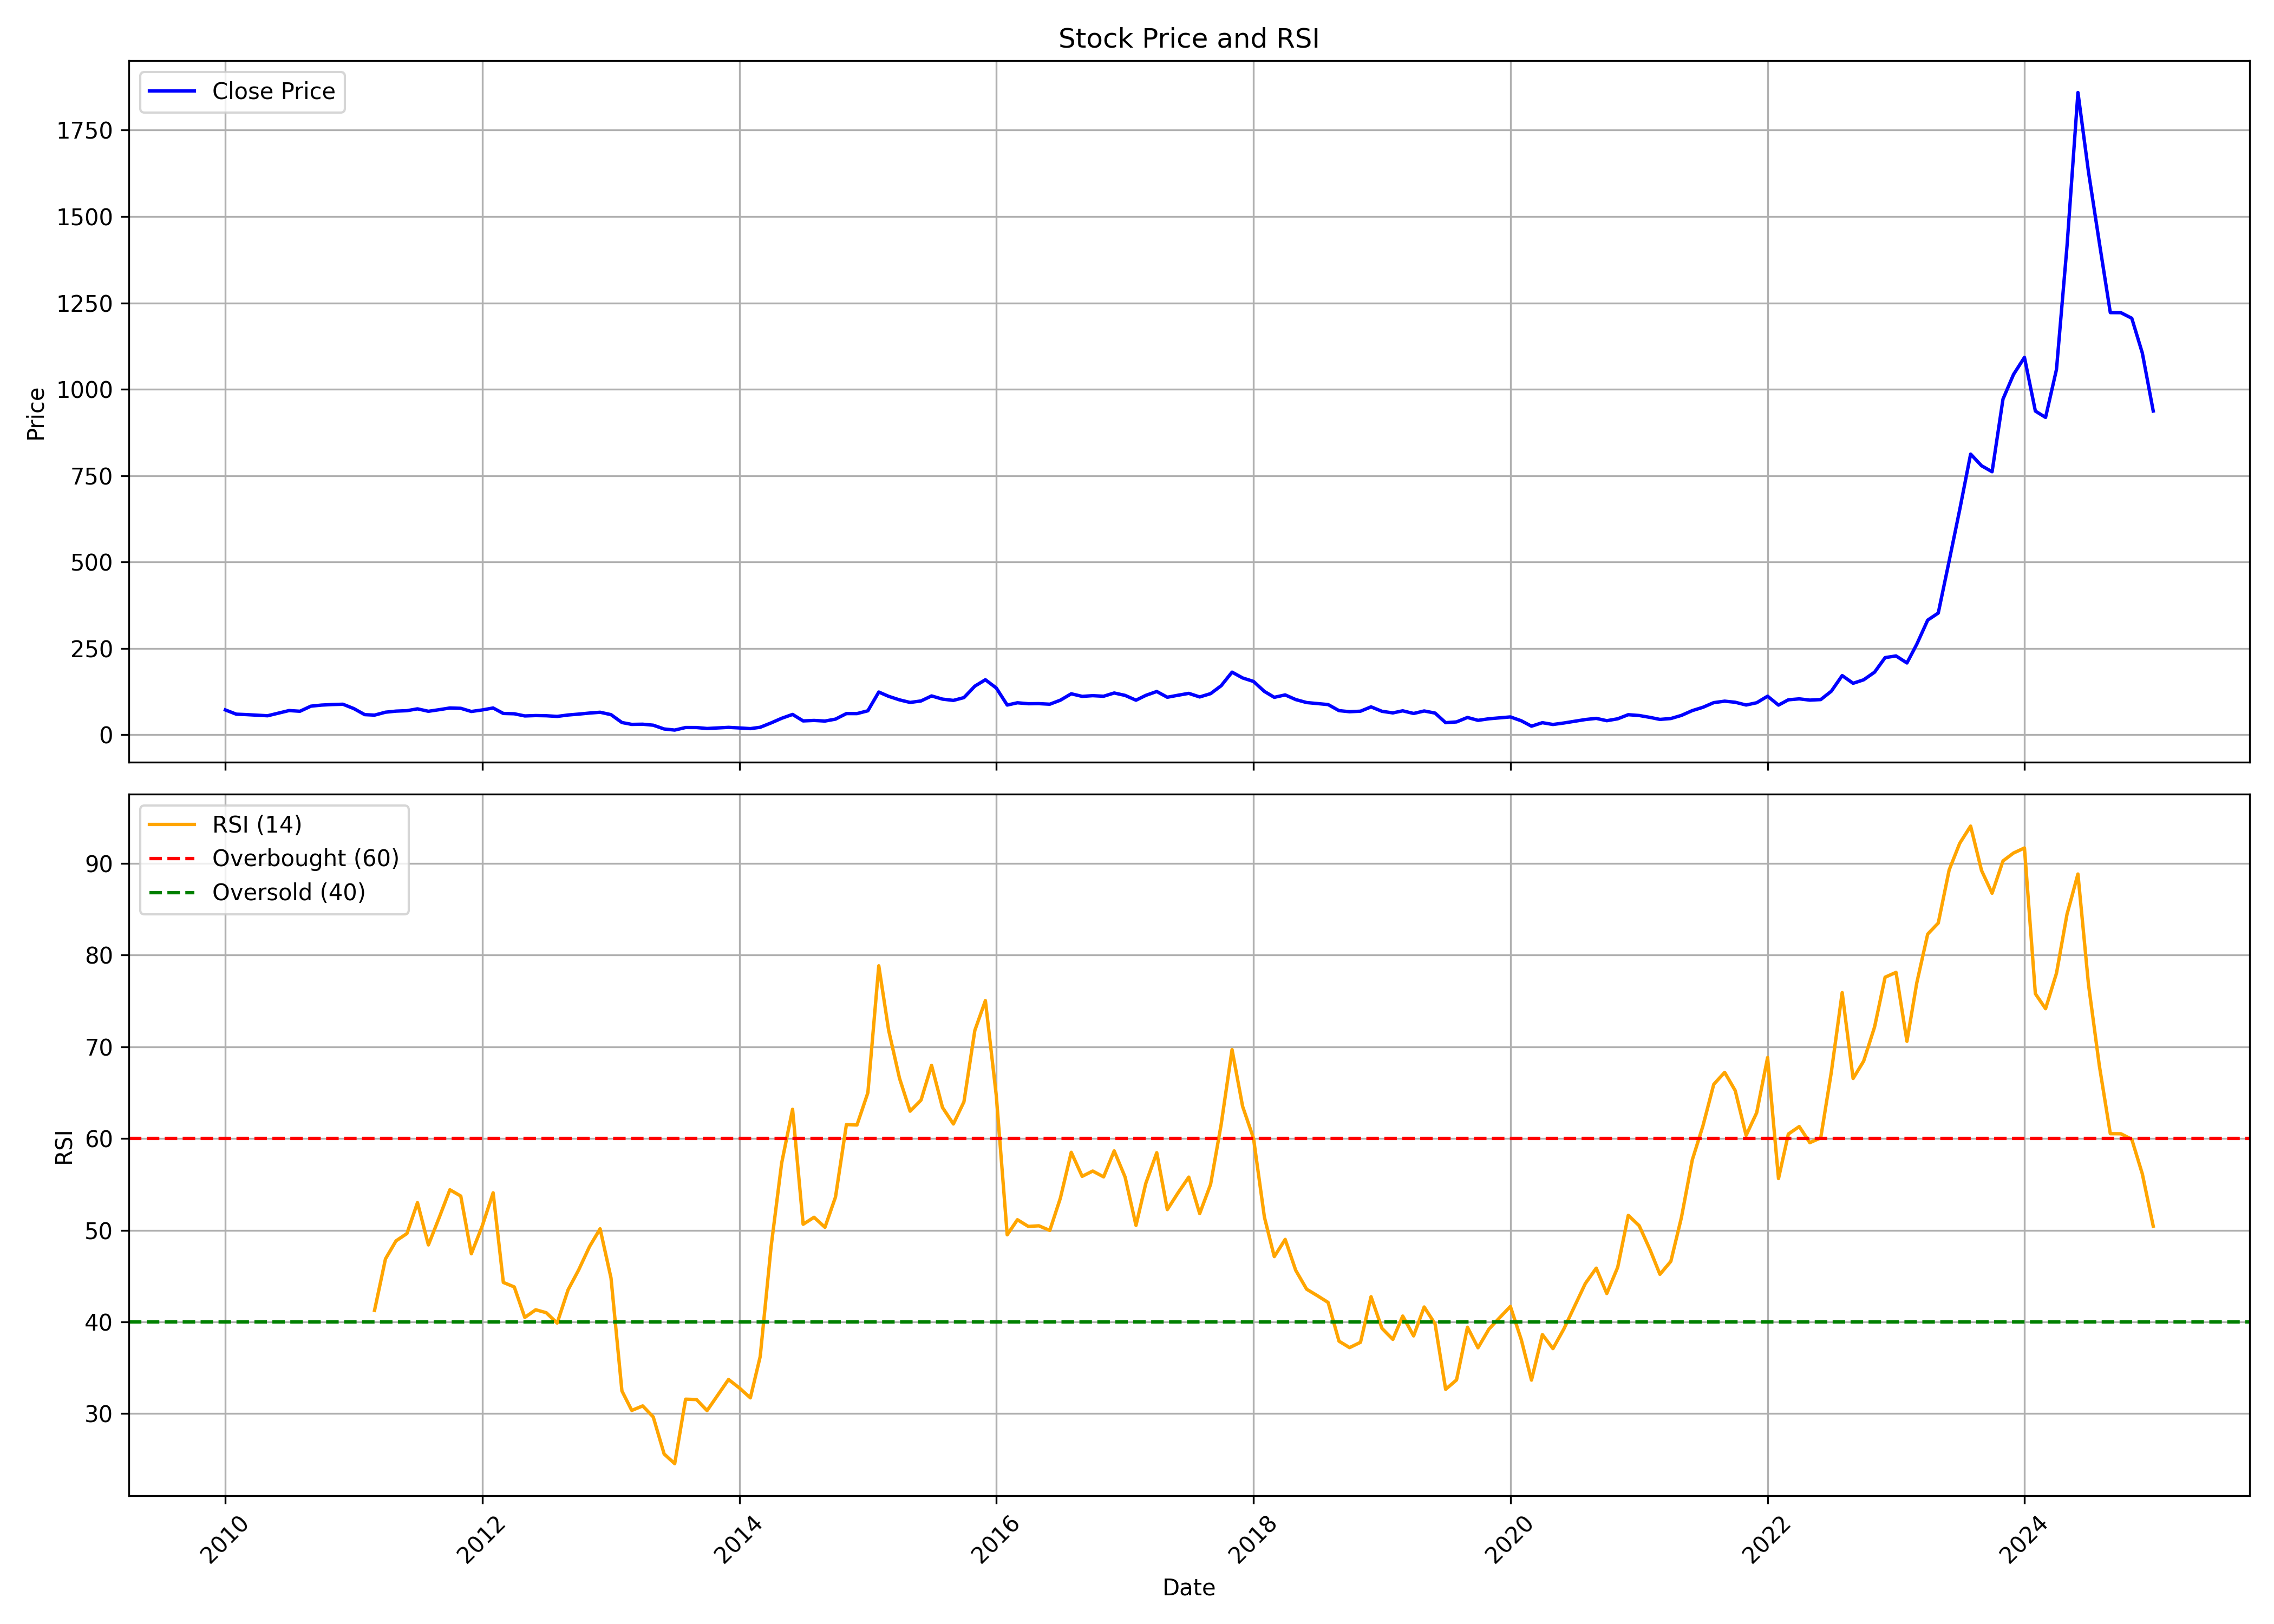 Stock Price and RSI
Close Price
Price
1750
1500
1250
1000
750
500
250
0
RSI (14)
Overbought (60)
Oversold (40)
RSI
90
80
70
60
50
40
30
2010
2012
2014
2016
2018
2020
2022
2024
Date